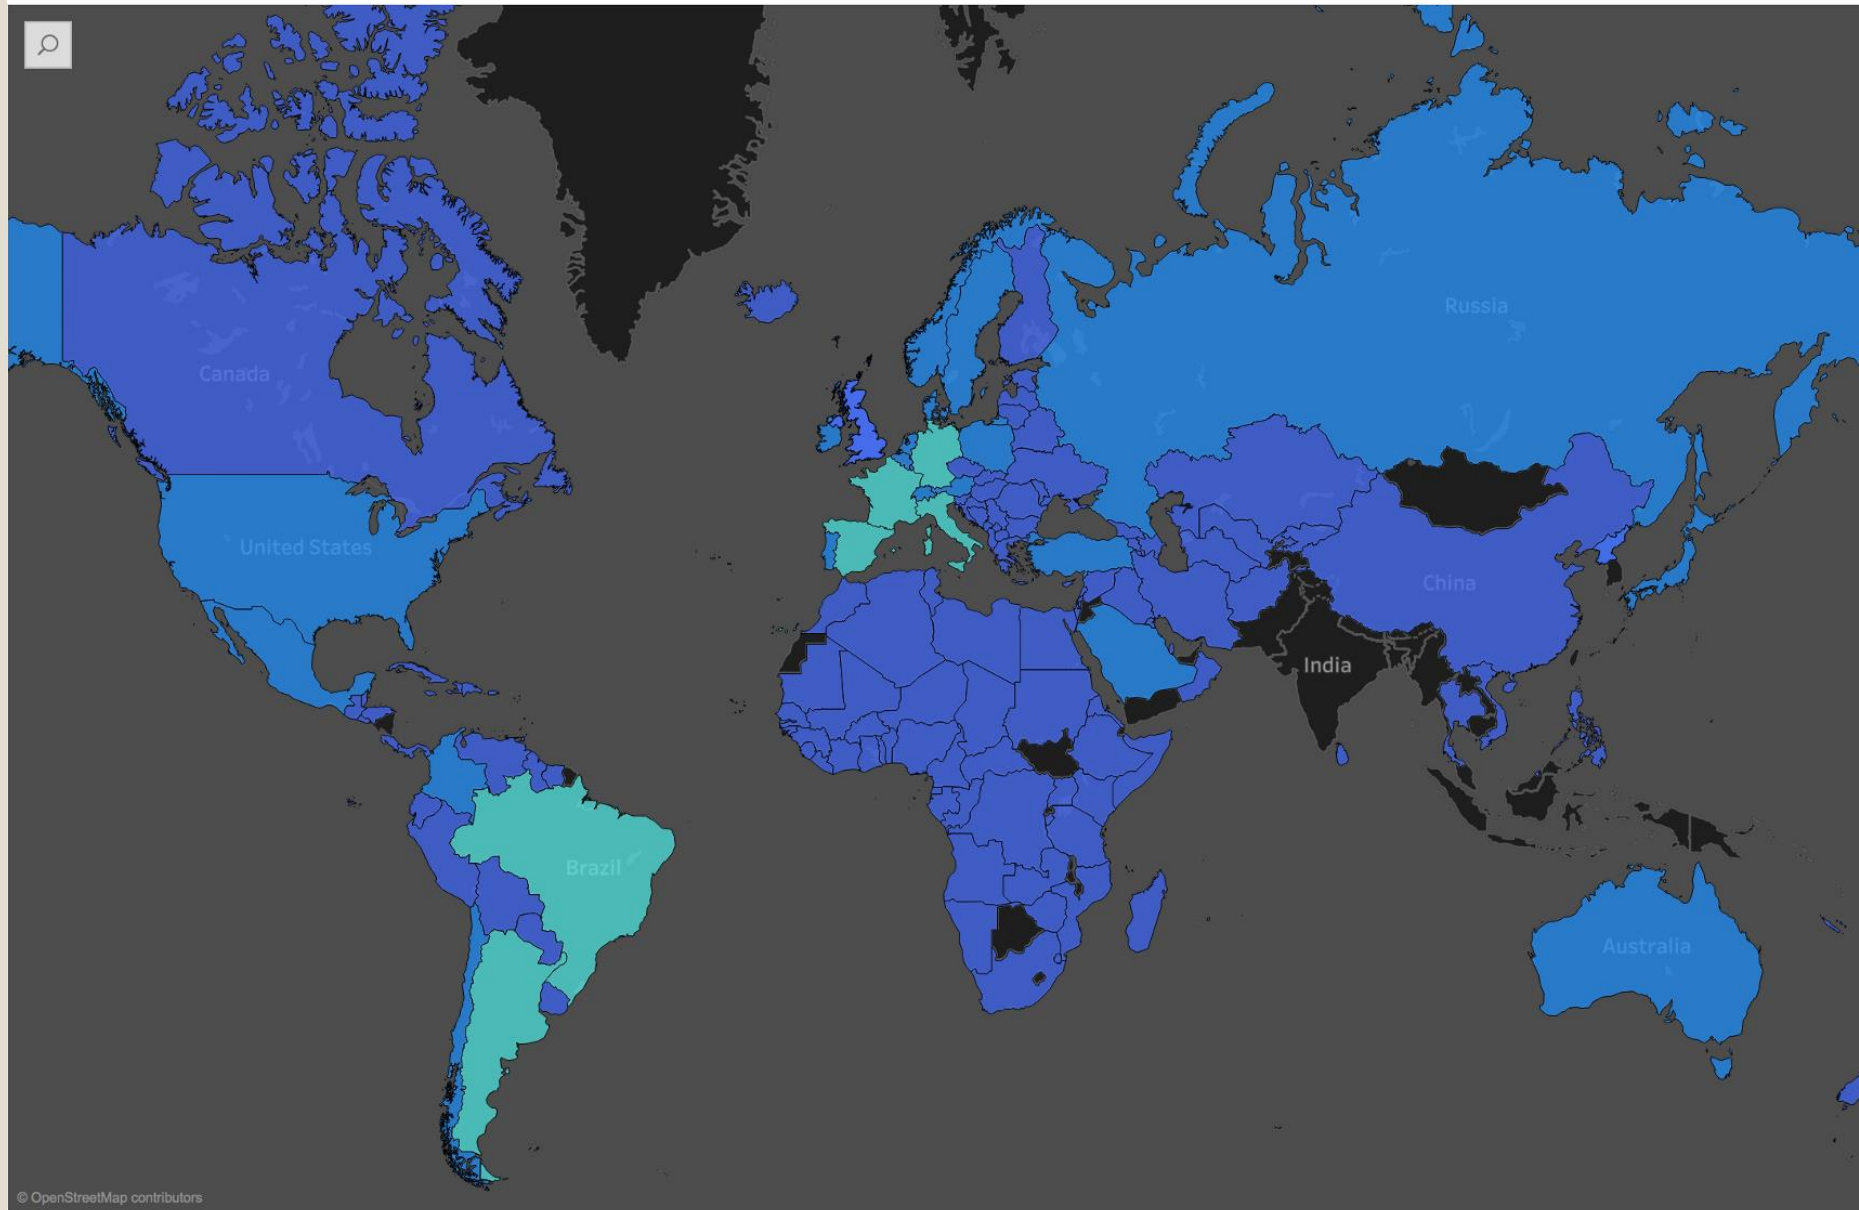 Russia
Canada
United States
China
India
Brazil
Australia
© OpenStreetMap contributors